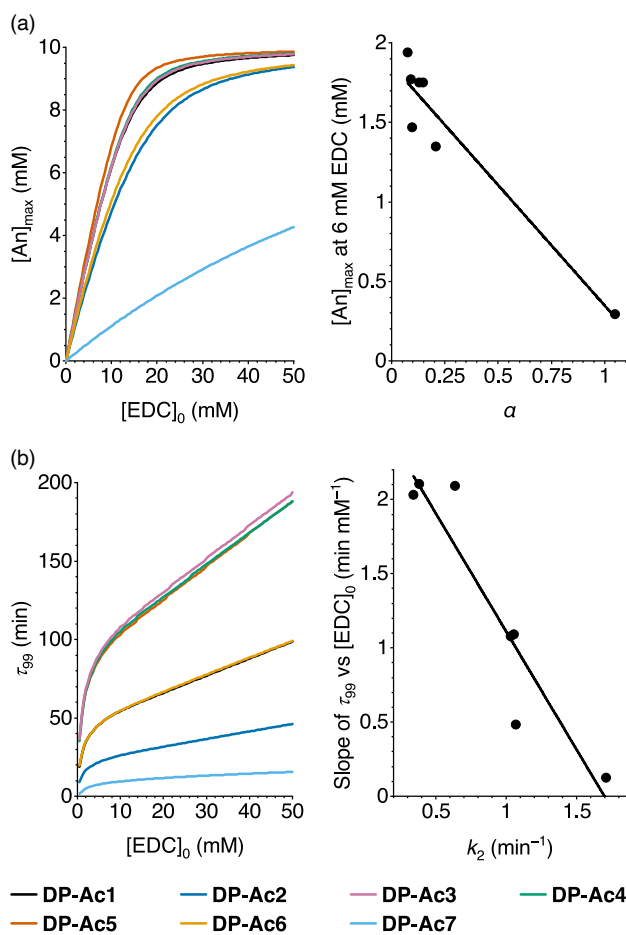 (a)
[An]max (mM)
10
8
6
4
2
0
0 10 20 30 40 50
[EDC]0 (mM)
[An]max at 6 mM EDC (mM)
2
1.5
1
0.5
0
0 0.25 0.5 0.75 1
α
(b)
τ99 (min)
200
150
100
50
0
0 10 20 30 40 50
[EDC]0 (mM)
Slope of τ99 vs [EDC]0 (min mM−1)
2
1.5
1
0.5
0
0.5 1 1.5
k2 (min−1)
DP-Ac1 DP-Ac2 DP-Ac3 DP-Ac4
DP-Ac5 DP-Ac6 DP-Ac7